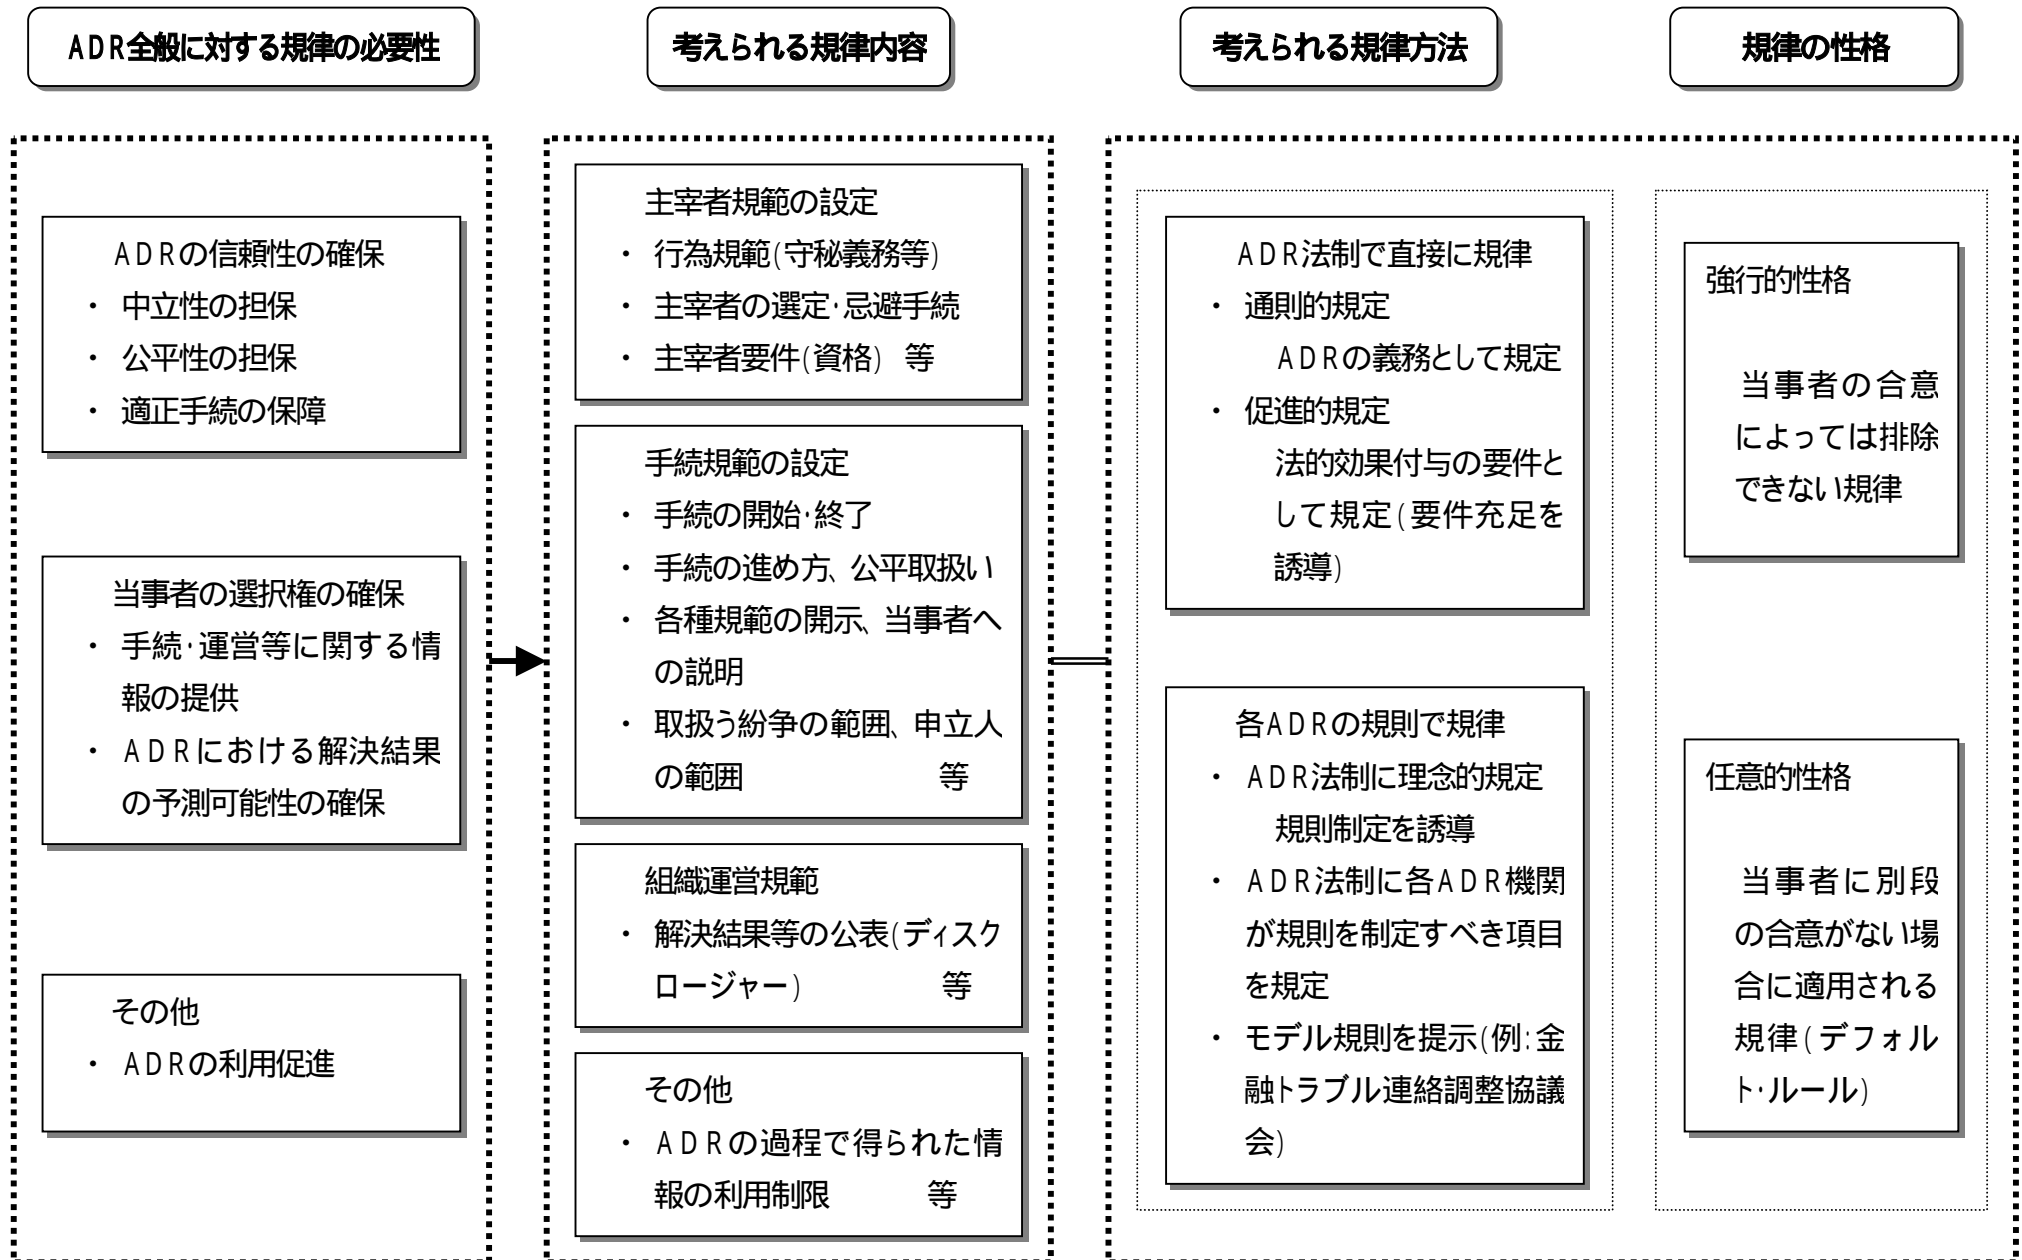 ADR全般に対する規律の必要性
考えられる規律内容
考えられる規律方法
規律の性格
ADRの信頼性の確保
・ 中立性の担保
・ 公平性の担保
・ 適正手続の保障
当事者の選択権の確保
・ 手続・運営等に関する情
報の提供
・ ADRにおける解決結果
の予測可能性の確保
その他
・ ADRの利用促進
主宰者規範の設定
・ 行為規範(守秘義務等)
・ 主宰者の選定・忌避手続
・ 主宰者要件(資格) 等
手続規範の設定
・ 手続の開始・終了
・ 手続の進め方、公平取扱い
・ 各種規範の開示、当事者へ
の説明
・ 取扱う紛争の範囲、申立人
の範囲 等
組織運営規範
・ 解決結果等の公表(ディスク
ロージャー) 等
その他
・ ADRの過程で得られた情
報の利用制限 等
ADR法制で直接に規律
・ 通則的規定
ADRの義務として規定
・ 促進的規定
法的効果付与の要件と
して規定(要件充足を
誘導)
各ADRの規則で規律
・ ADR法制に理念的規定
規則制定を誘導
・ ADR法制に各ADR機関
が規則を制定すべき項目
を規定
・ モデル規則を提示(例:金
融トラブル連絡調整協議
会)
強行的性格
当事者の合意
によっては排除
できない規律
任意的性格
当事者に別段
の合意がない場
合に適用される
規律(デフォル
ト・ルール)